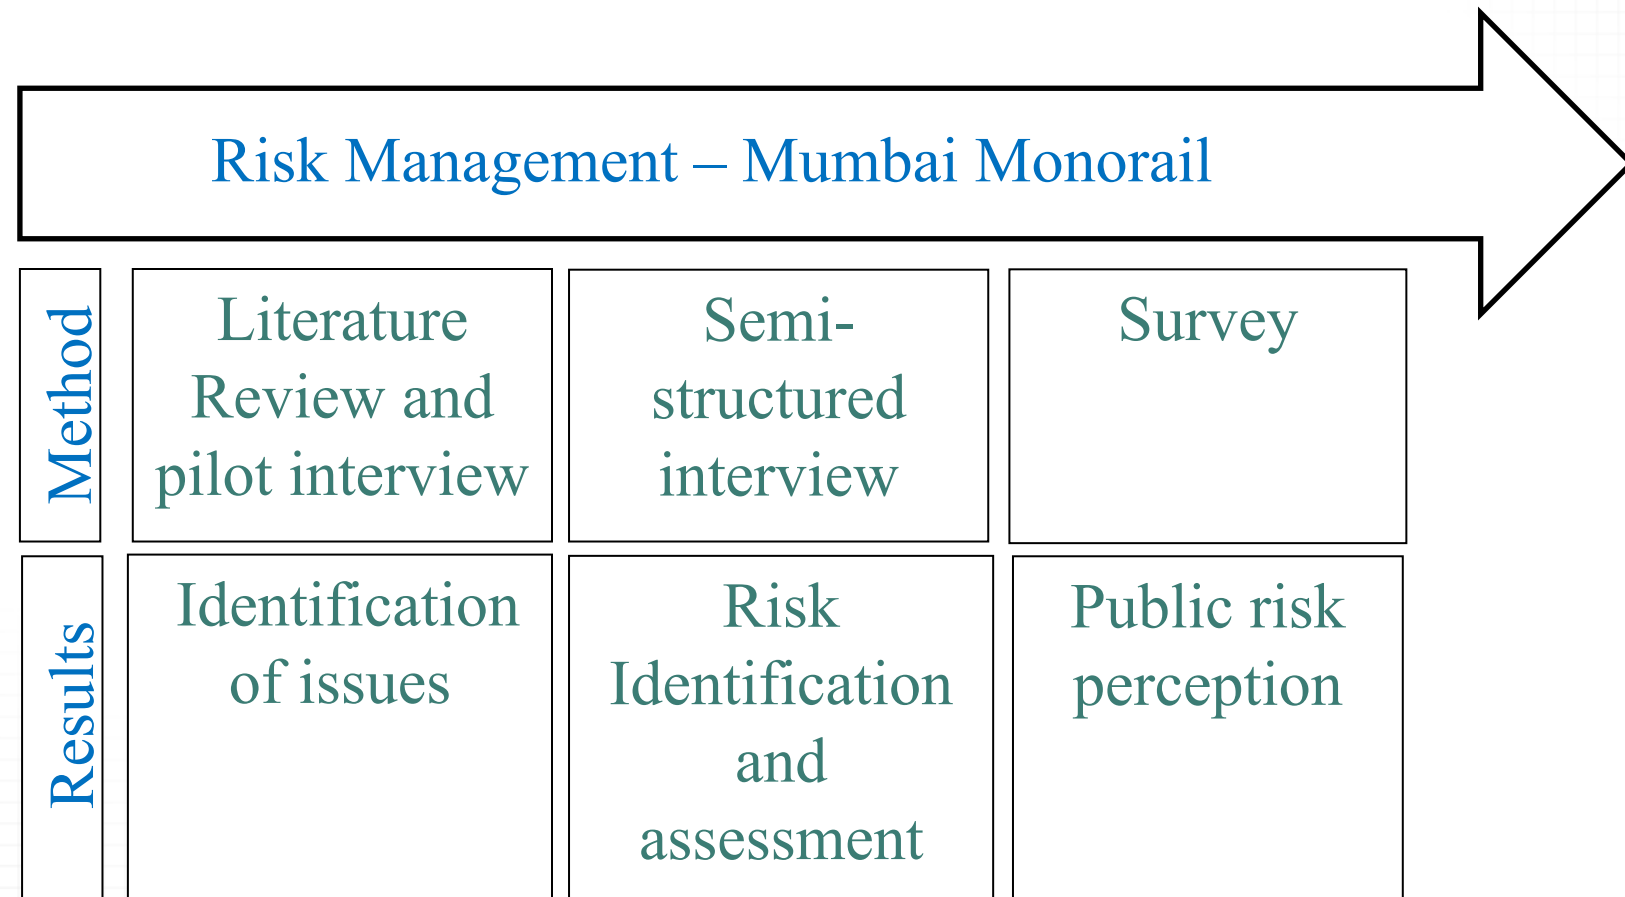 Risk Management – Mumbai Monorail
Method
Literature
Review and
pilot interview
Semi-
structured
interview
Survey
Results
Identification
of issues
Risk
Identification
and
assessment
Public risk
perception